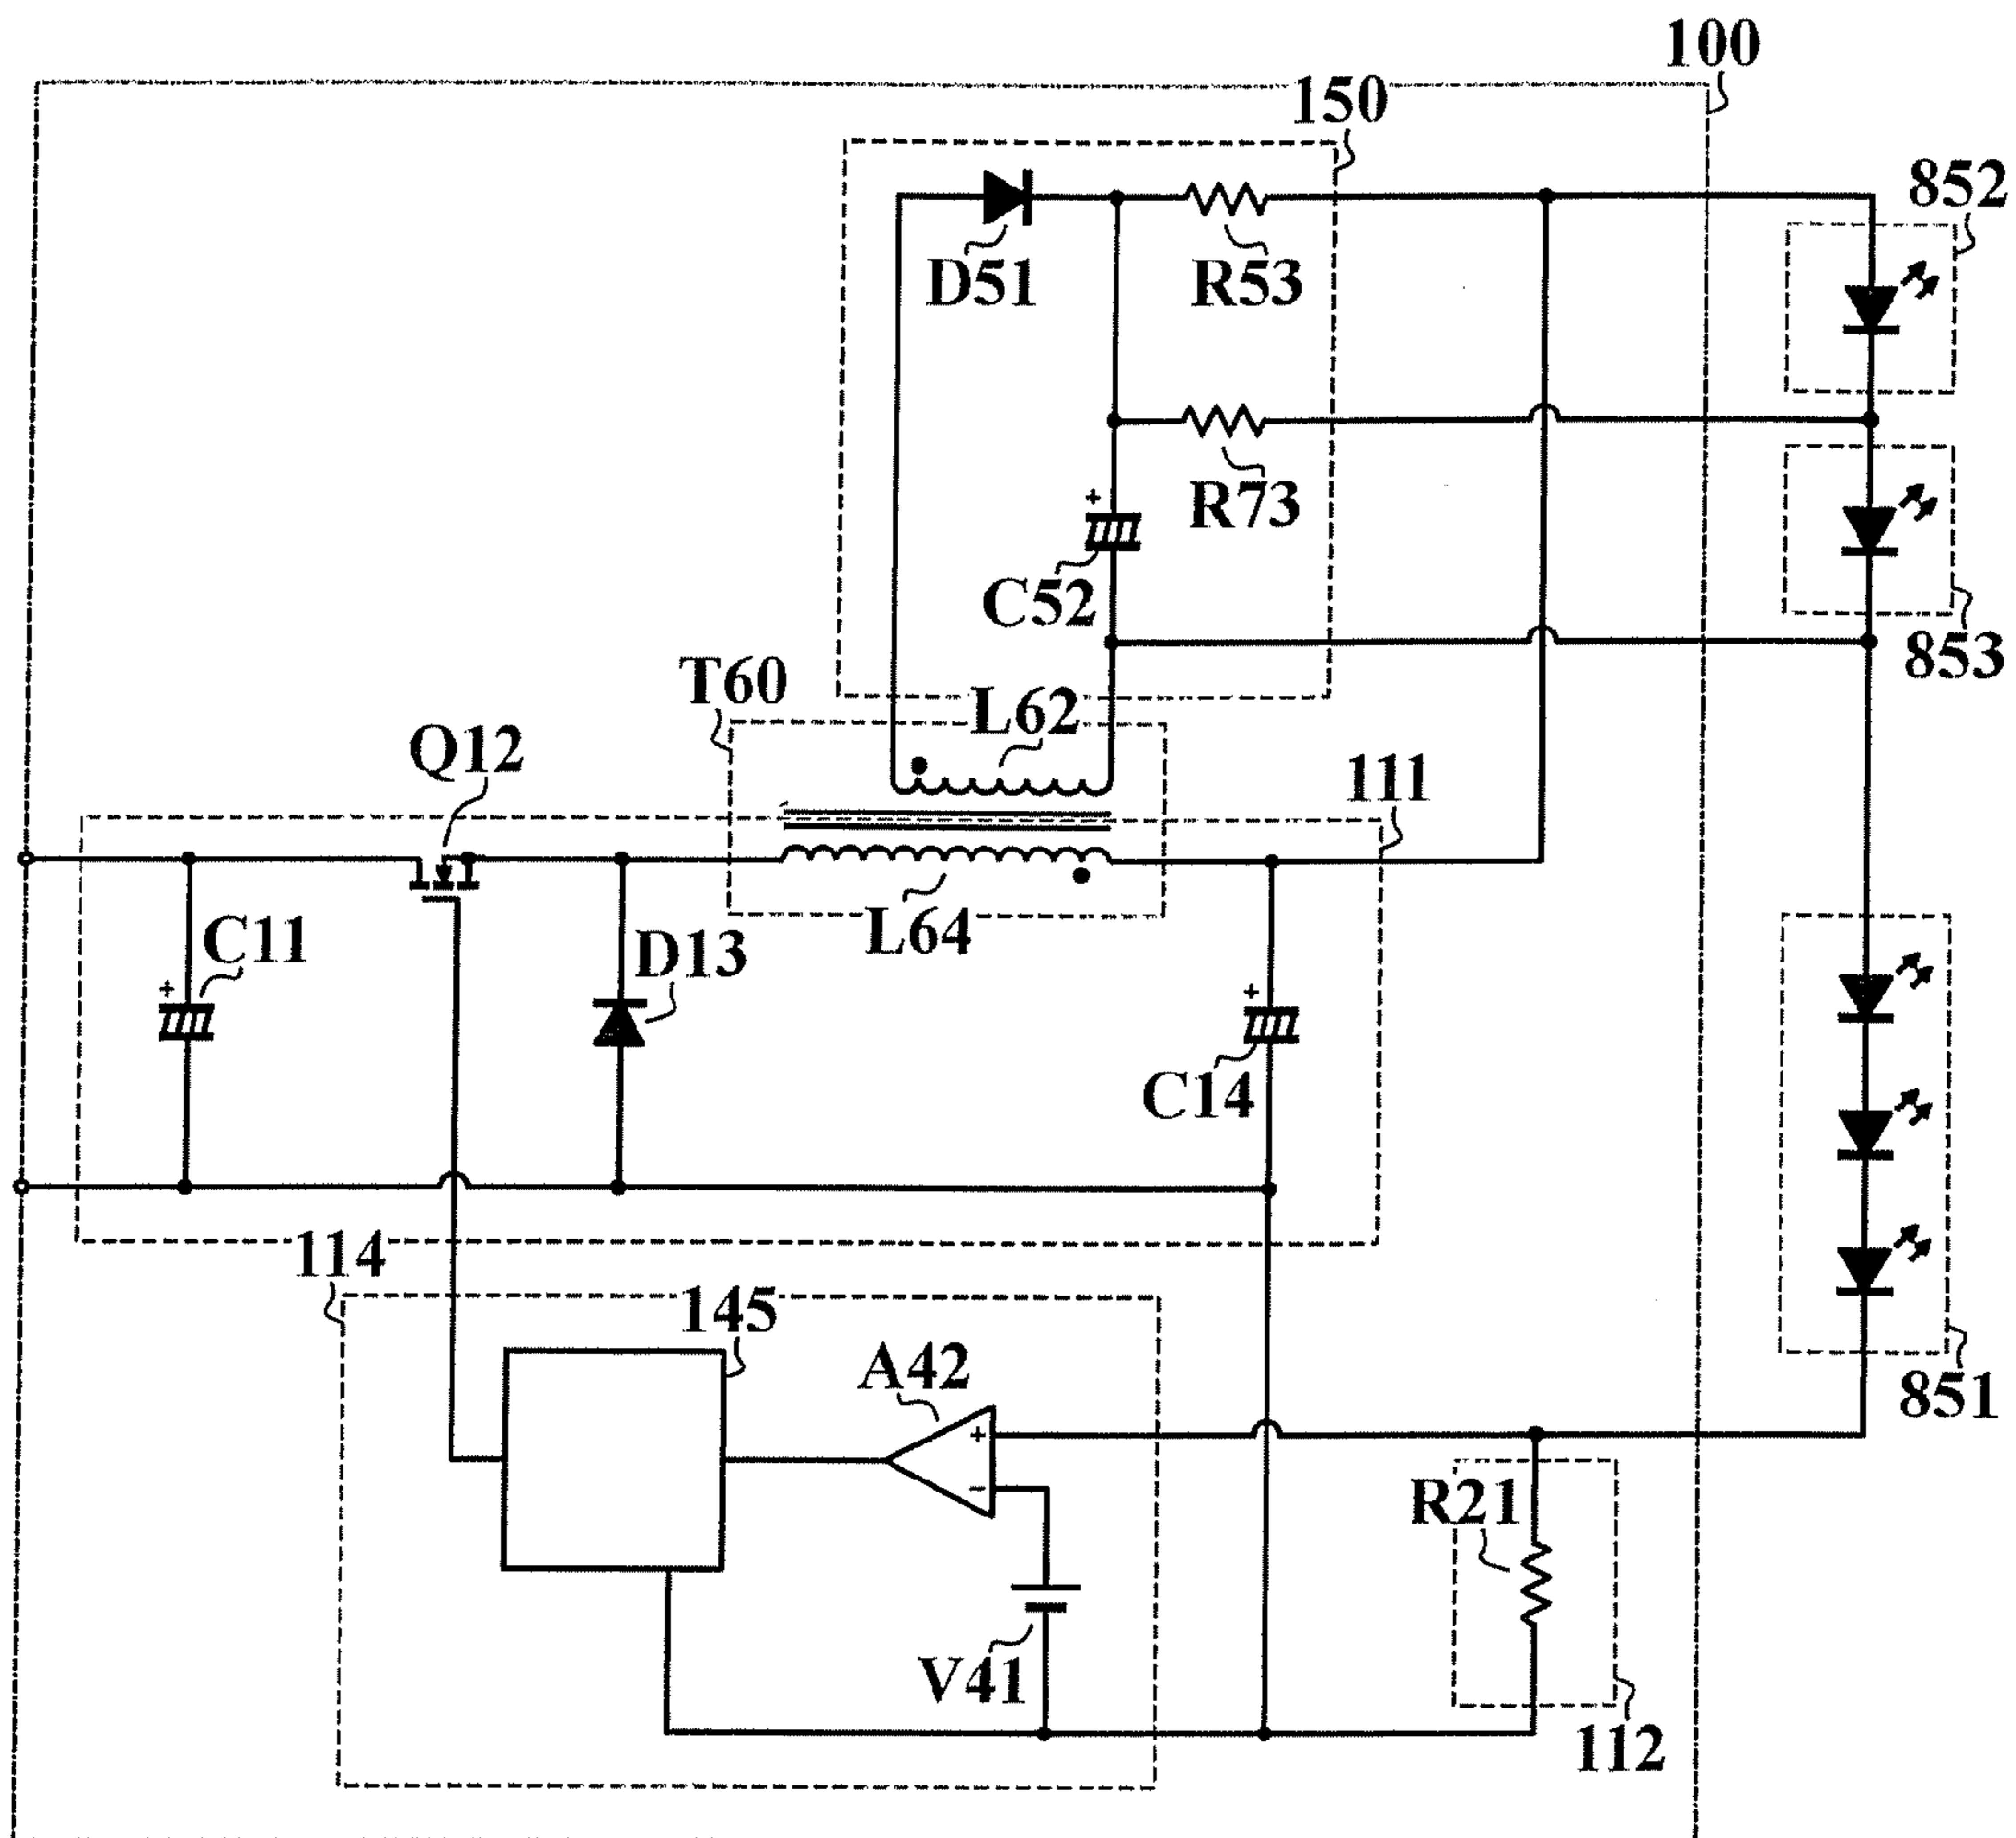 100
150
852
D51
R53
R73
C52
853
T60
L62
Q12
111
+
C11
D13
L64
+
C14
+
114
145
A42
+
−
851
R21
V41
112